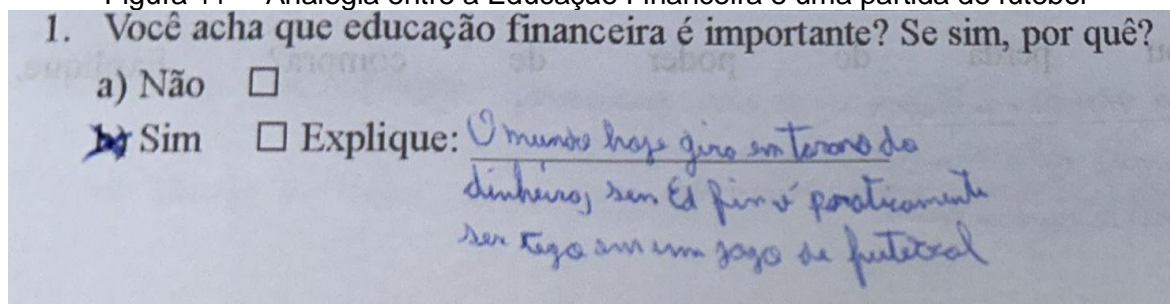 Figura 11 – Analogia entre a Educação Financeira e uma partida de futebol
1. Você acha que educação financeira é importante? Se sim, por quê?
a) Não ☐
b) Sim ☐ Explique: O mundo hoje gira em torno do
dinheiro, sem Ed fin é praticamente
ser cego em um jogo de futebol